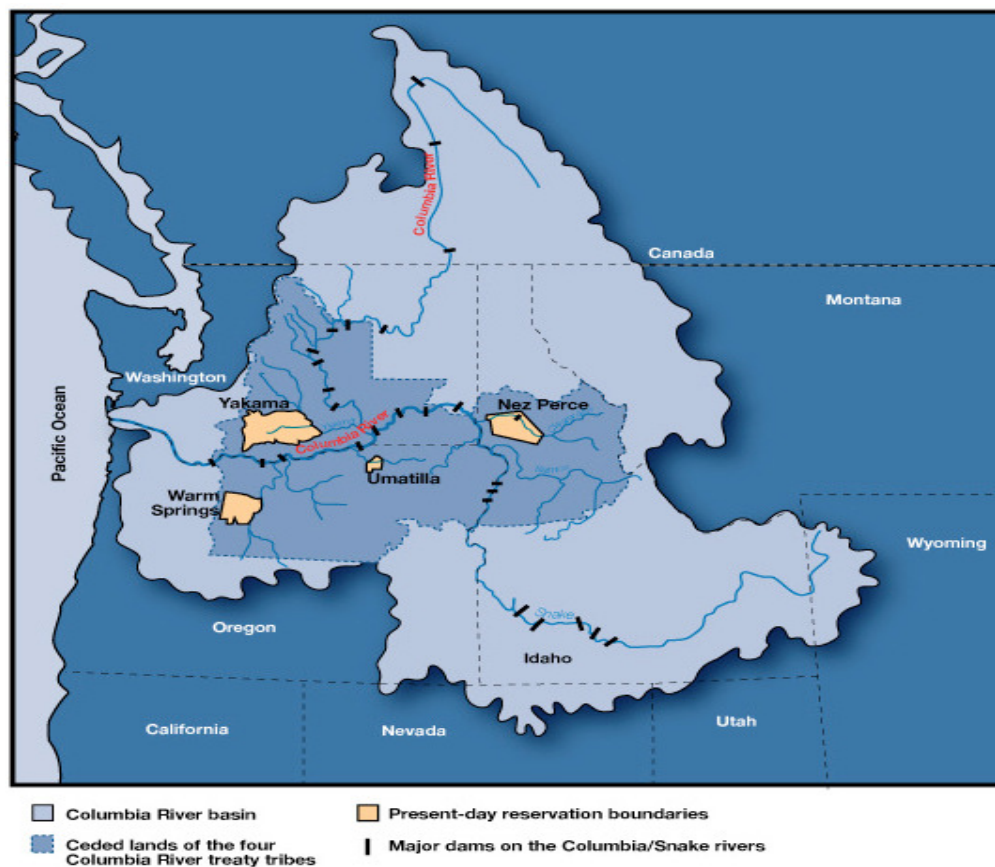 Columbia River
Canada
Montana
Washington
Yakama
Nez Perce
Columbia River
Pacific Ocean
Umatilla
Warm
Springs
Wyoming
Snake
Oregon
Idaho
California
Nevada
Utah
Columbia River basin
Present-day reservation boundaries
Ceded lands of the four
Columbia River treaty tribes
Major dams on the Columbia/Snake rivers